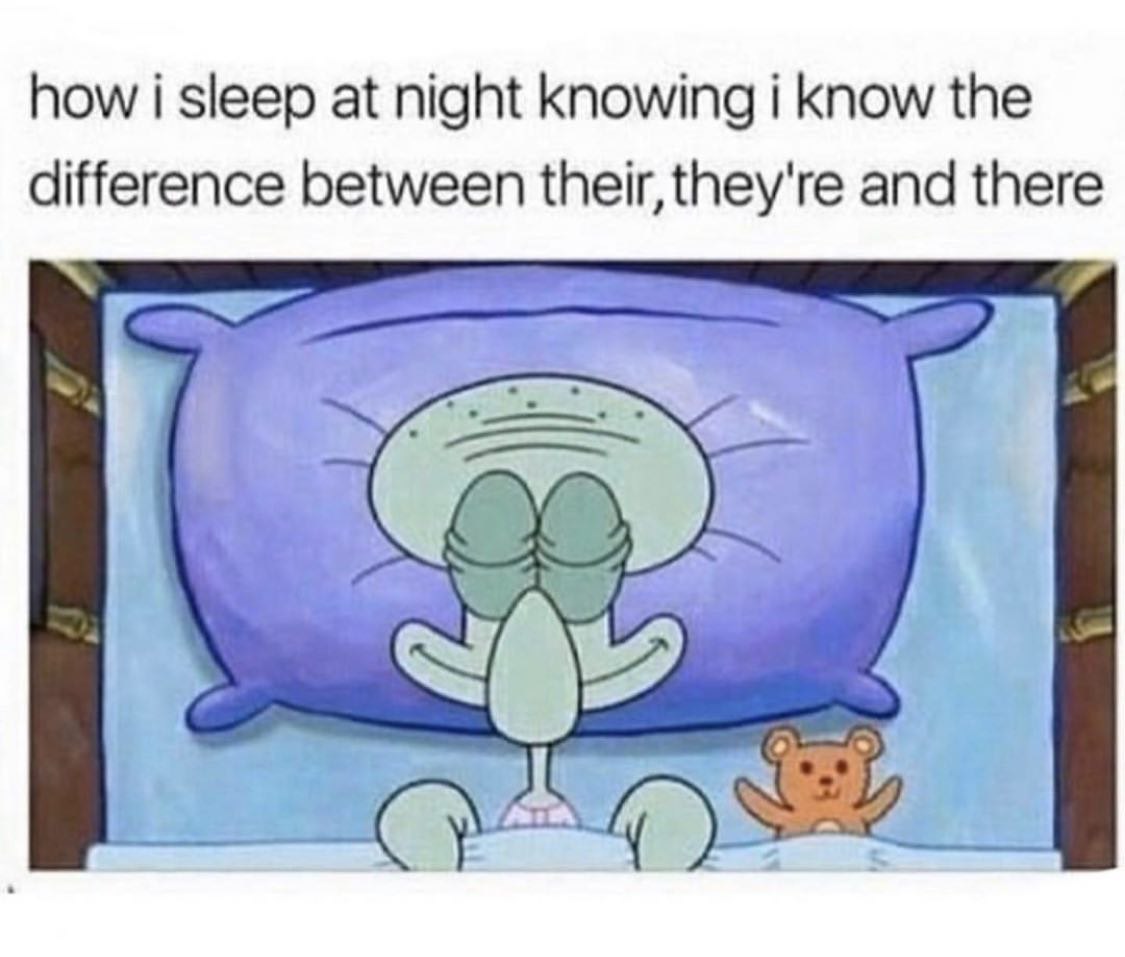 how i sleep at night knowing i know the
difference between their, they're and there